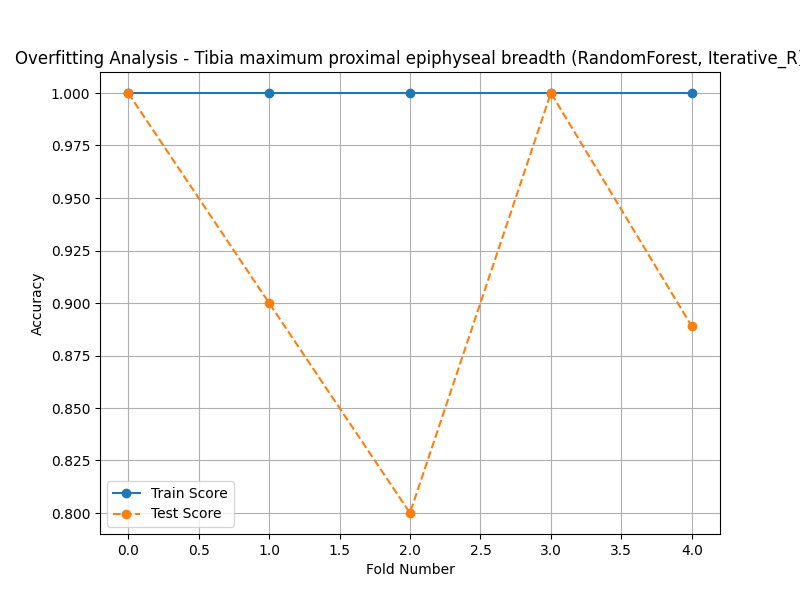 Overfitting Analysis - Tibia maximum proximal epiphyseal breadth (RandomForest, Iterative_R)
1.000
0.975
0.950
0.925
0.900
0.875
0.850
0.825
0.800
Accuracy
Train Score
Test Score
0.0 0.5 1.0 1.5 2.0 2.5 3.0 3.5 4.0
Fold Number